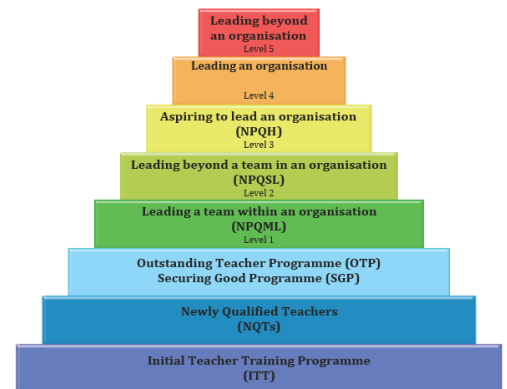 Leading beyond
an organisation
Level 5
Leading an organisation
Level 4
Aspiring to lead an organisation
(NPQH)
Level 3
Leading beyond a team in an organisation
(NPQSL)
Level 2
Leading a team within an organisation
(NPQML)
Level 1
Outstanding Teacher Programme (OTP)
Securing Good Programme (SGP)
Newly Qualified Teachers
(NQTs)
Initial Teacher Training Programme
(ITT)